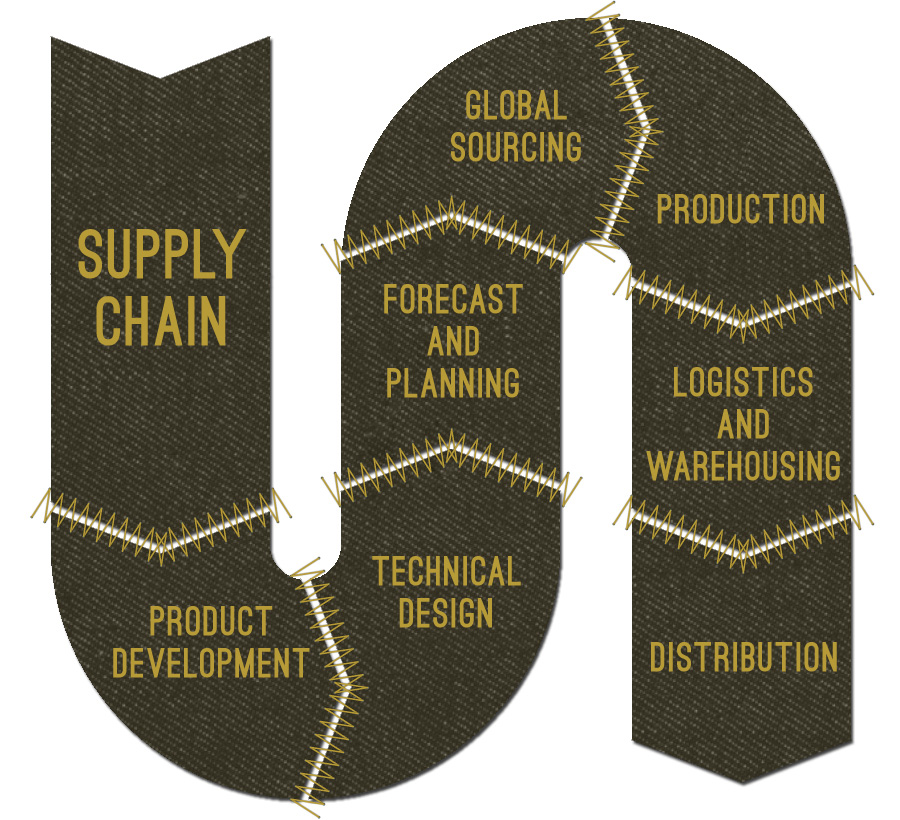 SUPPLY
CHAIN
PRODUCT
DEVELOPMENT
TECHNICAL
DESIGN
FORECAST
AND
PLANNING
GLOBAL
SOURCING
PRODUCTION
LOGISTICS
AND
WAREHOUSING
DISTRIBUTION